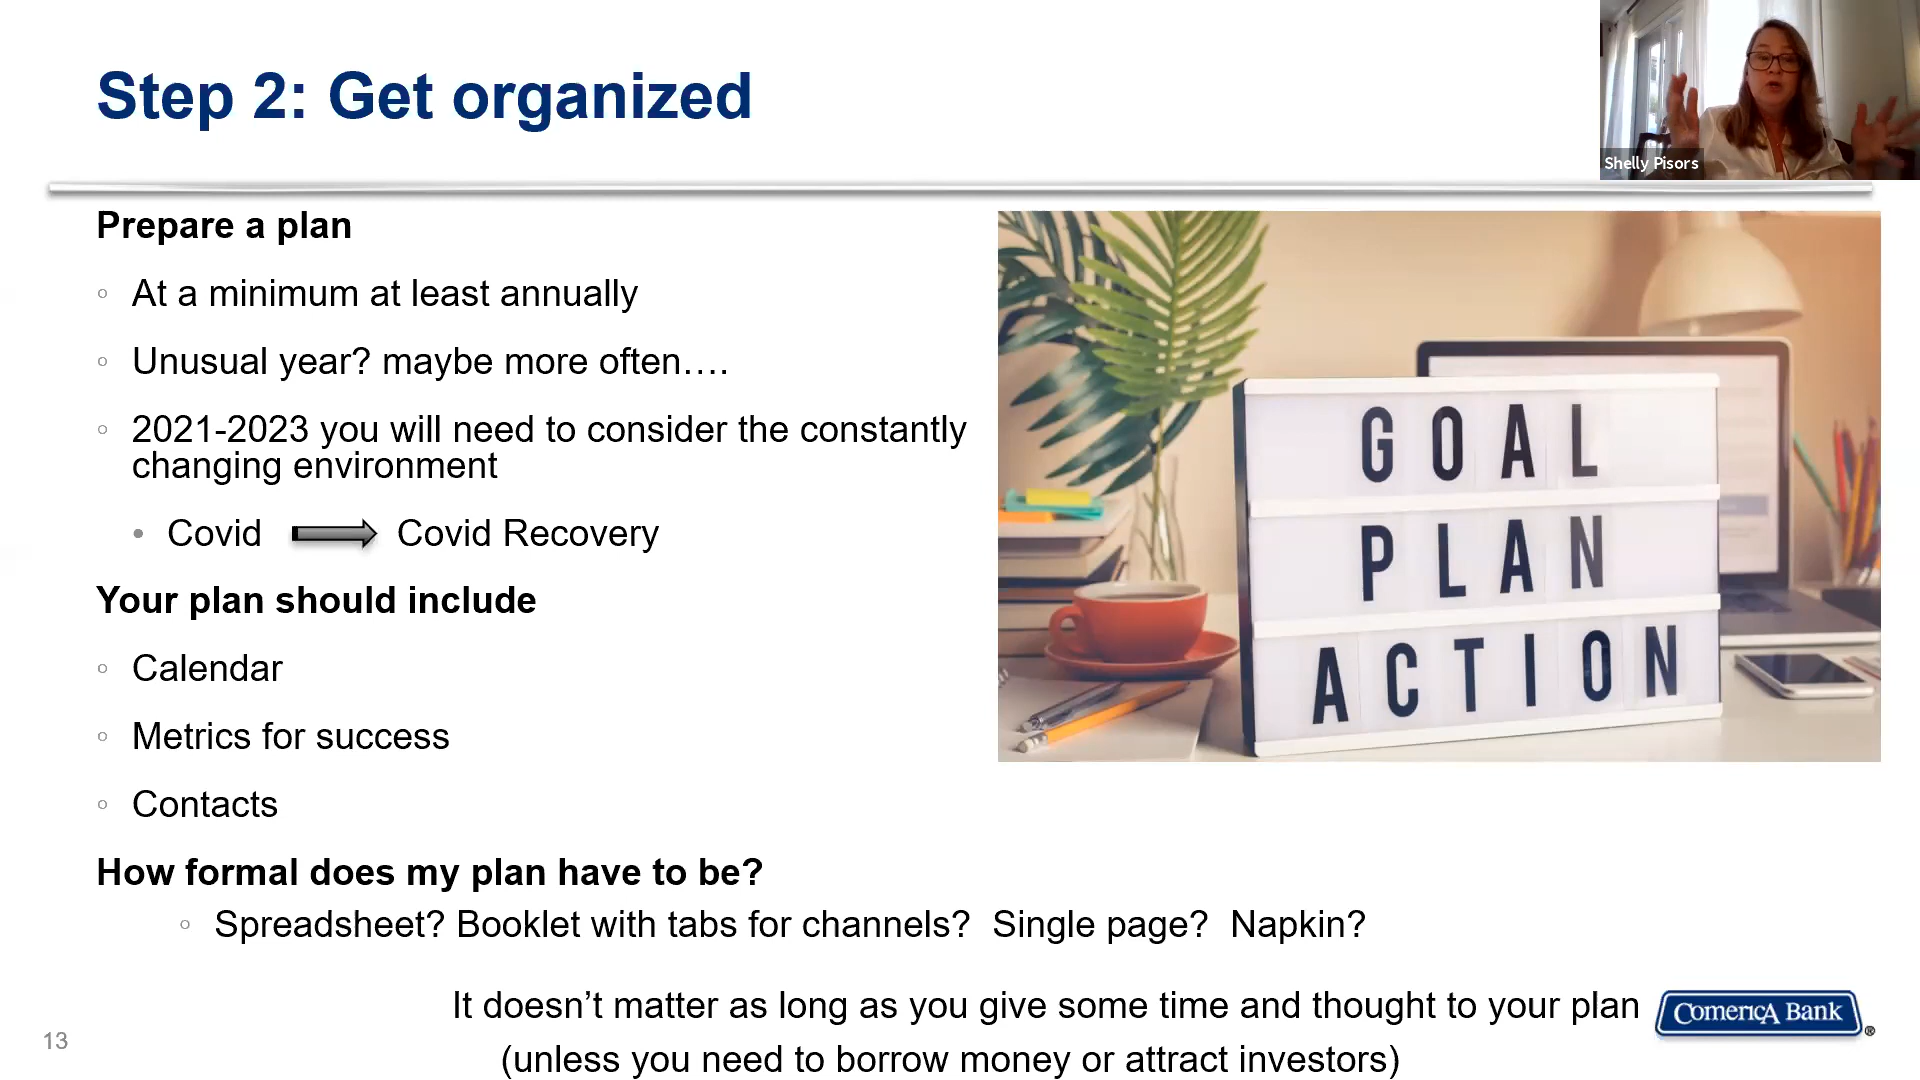 Step 2: Get organized
Shelly Pisors
Prepare a plan
At a minimum at least annually
Unusual year? maybe more often….
2021-2023 you will need to consider the constantly
changing environment
Covid Covid Recovery
Your plan should include
Calendar
Metrics for success
Contacts
GOAL
PLAN
ACTION
How formal does my plan have to be?
Spreadsheet? Booklet with tabs for channels? Single page? Napkin?
It doesn’t matter as long as you give some time and thought to your plan
(unless you need to borrow money or attract investors)
ComericA Bank®
13